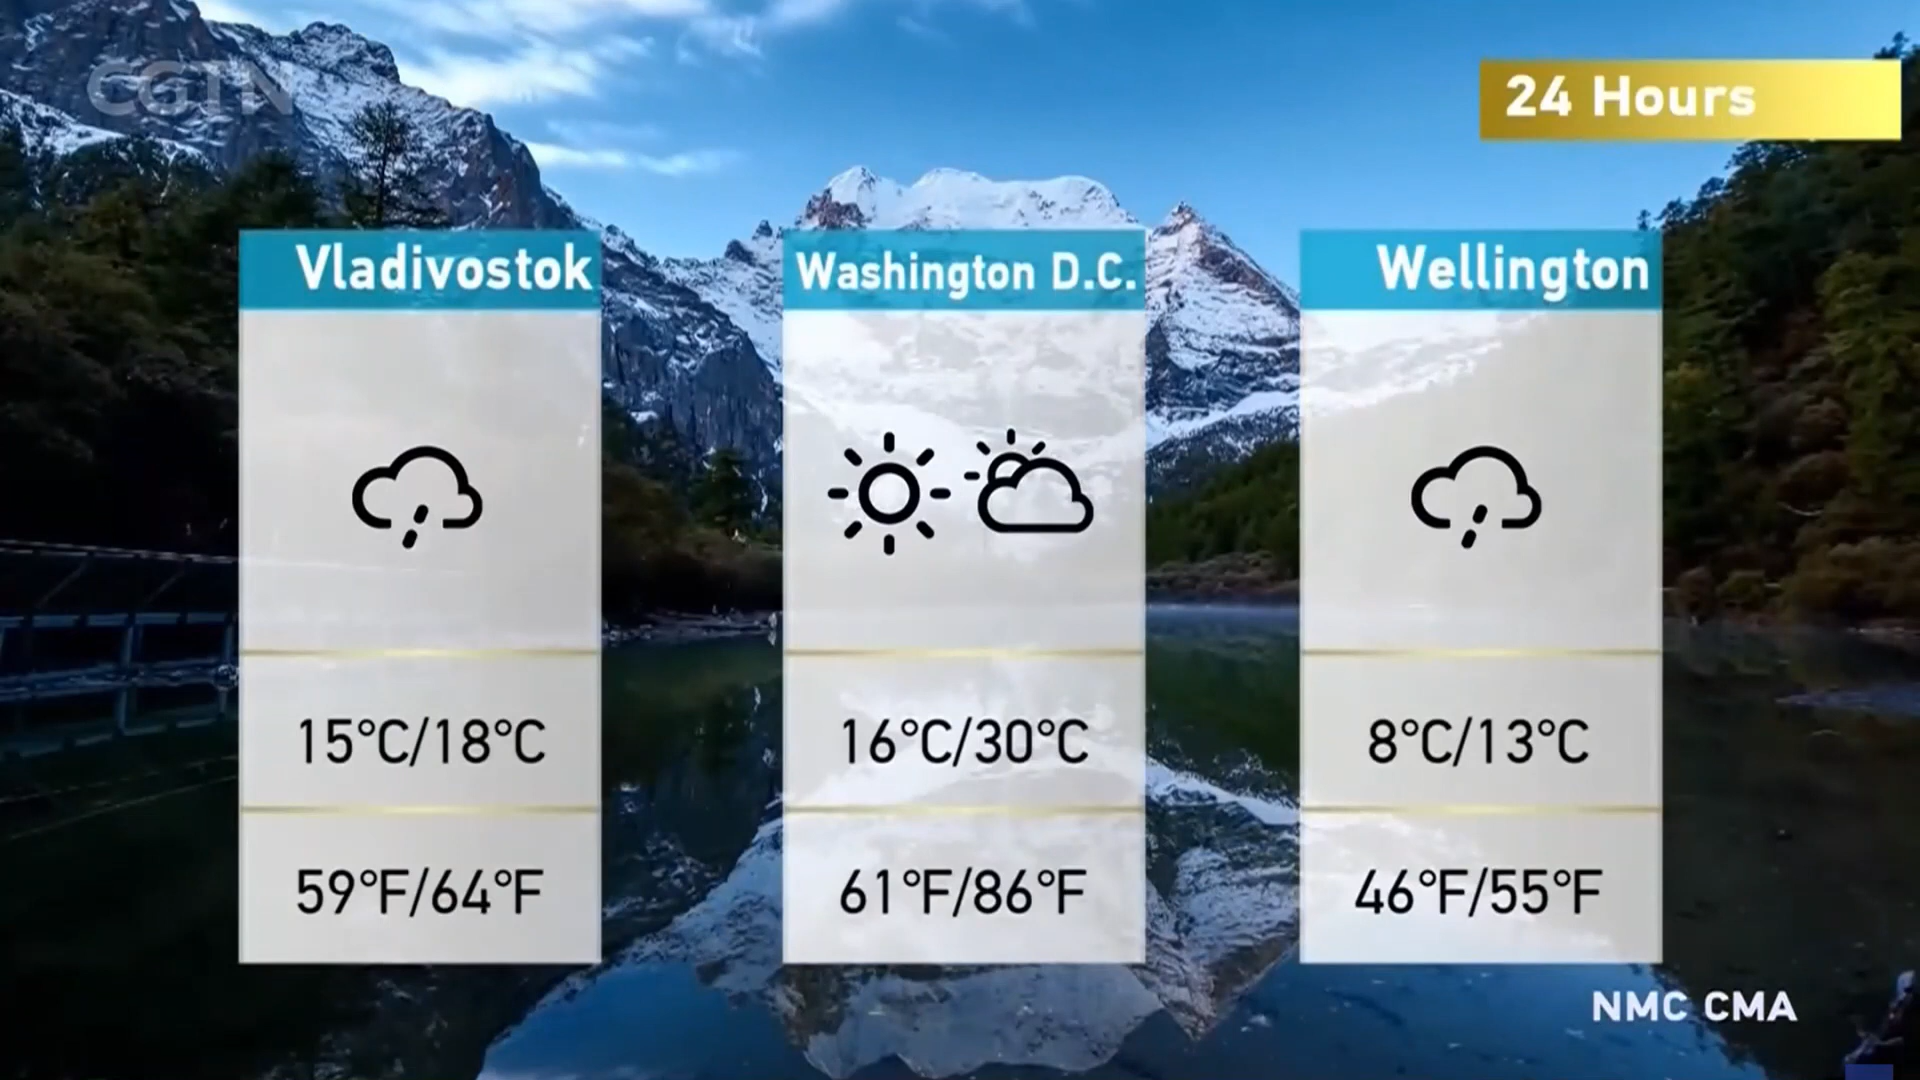 CGTN
24 Hours
Vladivostok
15°C/18°C
59°F/64°F
Washington D.C.
16°C/30°C
61°F/86°F
Wellington
8°C/13°C
46°F/55°F
NMC CMA